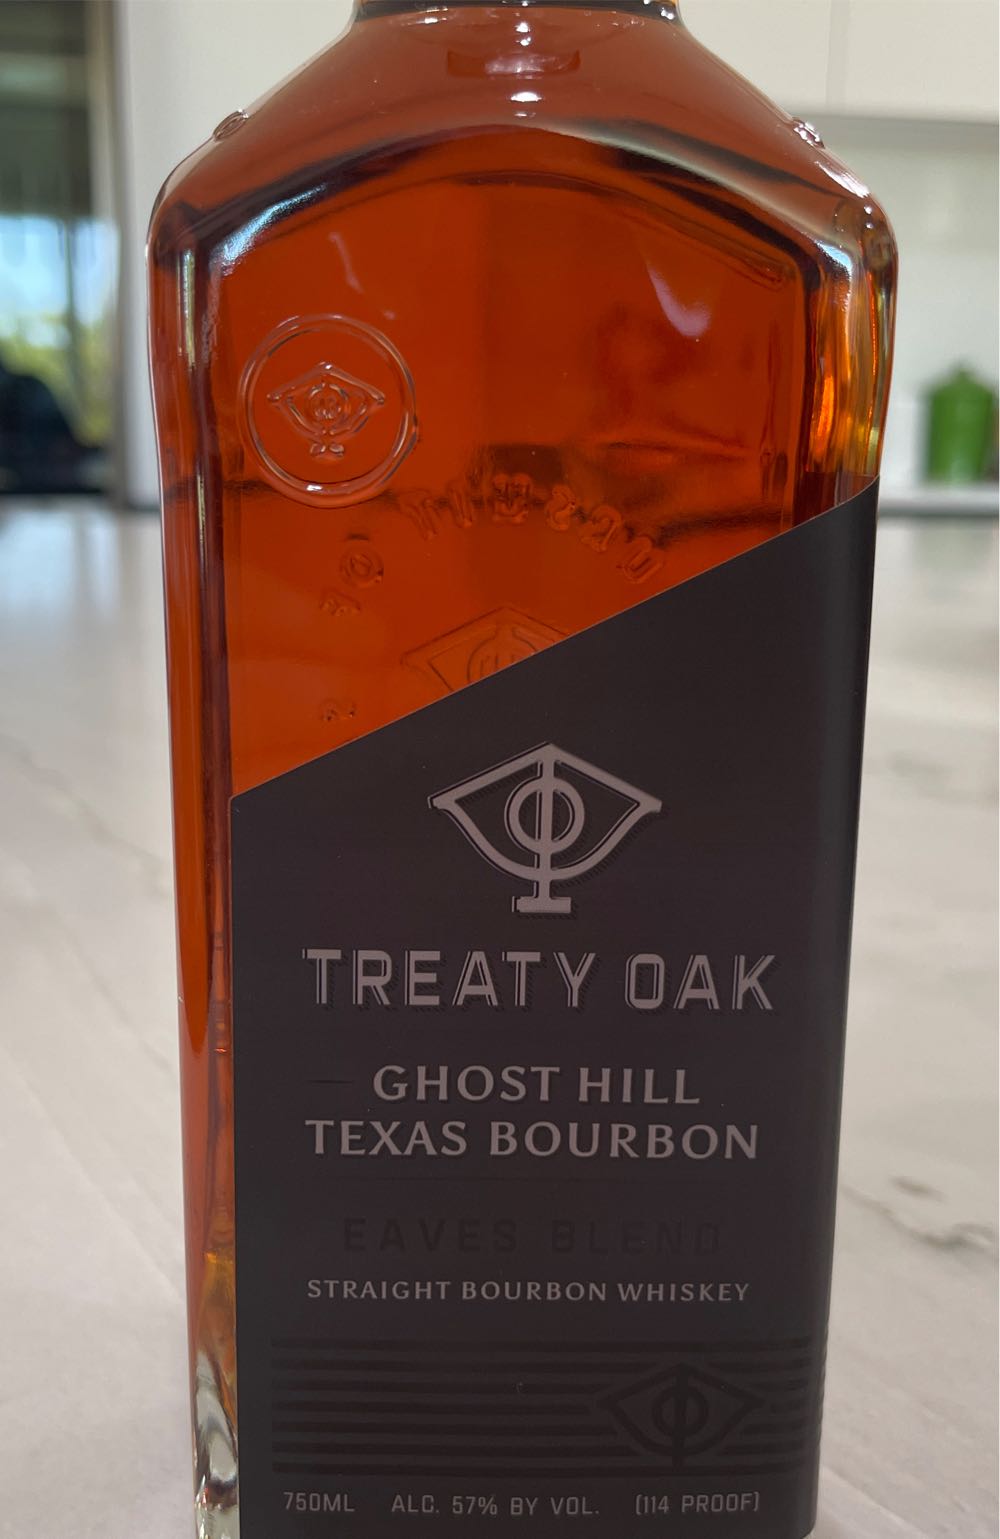 TREATY OAK
GHOST HILL
TEXAS BOURBON
EAVES BLEND
STRAIGHT BOURBON WHISKEY
750ML ALC. 57% BY VOL. (114 PROOF)